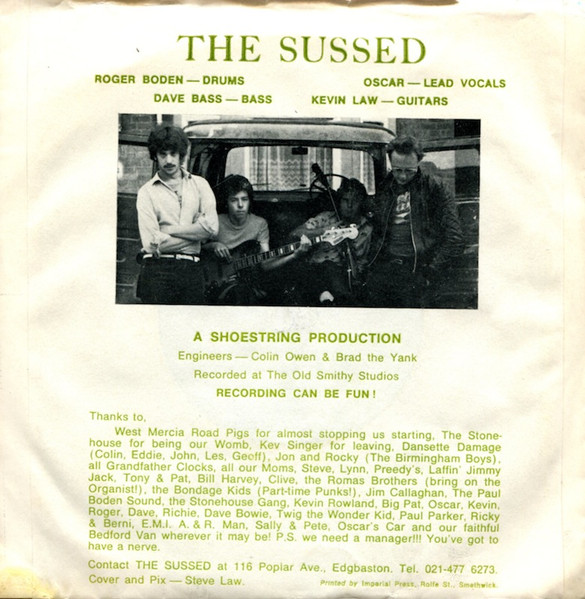 THE SUSSED
ROGER BODEN — DRUMS OSCAR — LEAD VOCALS
DAVE BASS — BASS KEVIN LAW — GUITARS
A SHOESTRING PRODUCTION
Engineers — Colin Owen & Brad the Yank
Recorded at The Old Smithy Studios
RECORDING CAN BE FUN!
Thanks to,
West Mercia Road Pigs for almost stopping us starting, The Stone-
house for being our Womb, Kev Singer for leaving, Dansette Damage
(Colin, Eddie, John, Les, Geoff), Jon and Rocky (The Birmingham Boys),
all Grandfather Clocks, all our Moms, Steve, Lynn, Preedy's, Laffin' Jimmy
Jack, Tony & Pat, Bill Harvey, Clive, the Romas Brothers (bring on the
Organist!), the Bondage Kids (Part-time Punks!), Jim Callaghan, The Paul
Boden Sound, the Stonehouse Gang, Kevin Rowland, Big Pat, Oscar, Kevin,
Roger, Dave, Richie, Dave Bowie, Twig the Wonder Kid, Paul Parker, Ricky
& Berni, E.M.I. A. & R. Man, Sally & Pete, Oscar's Car and our faithful
Bedford Van wherever it may be! P.S. we need a manager!!! You've got to
have a nerve.
Contact THE SUSSED at 116 Poplar Ave., Edgbaston. Tel. 021-477 6273.
Cover and Pix — Steve Law. Printed by Imperial Press, Rolfe St., Smethwick.